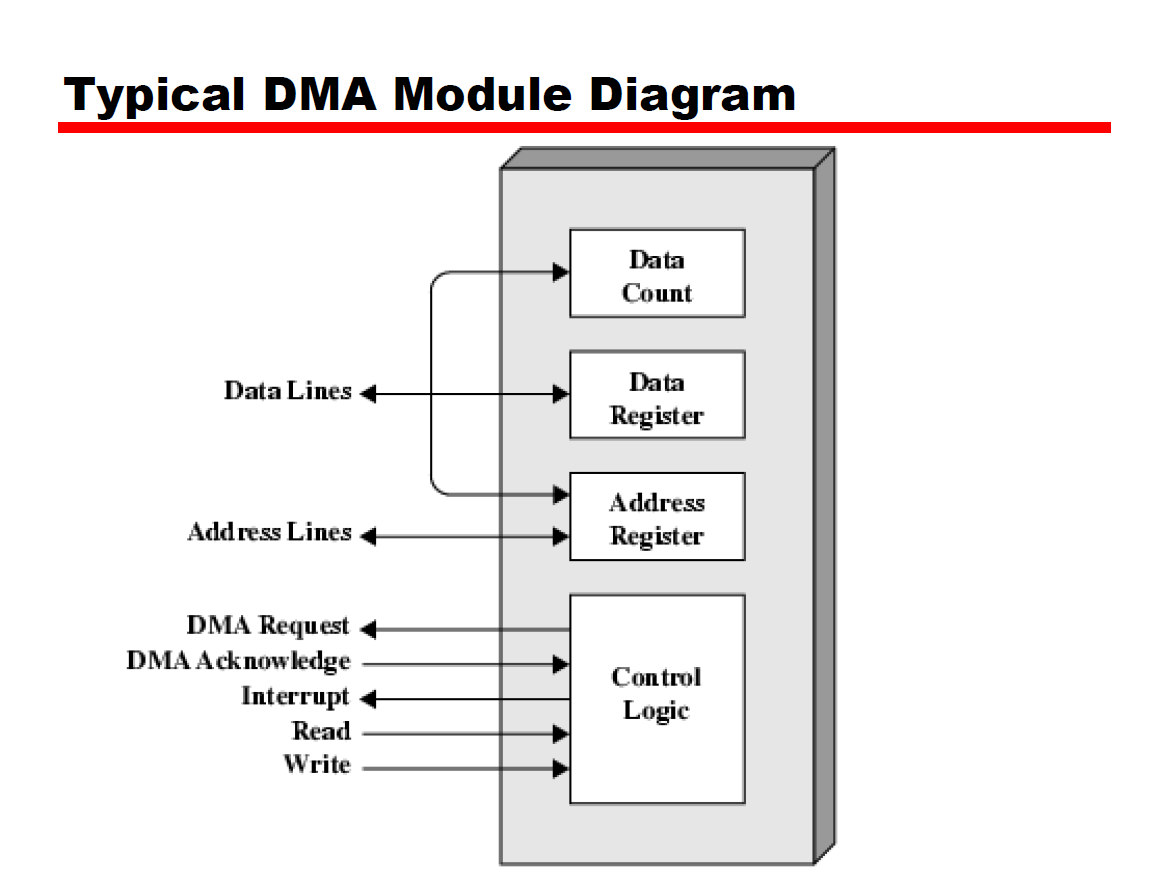 Typical DMA Module Diagram
Data
Count
Data Lines
Data
Register
Address
Register
Address Lines
DMA Request
DMA Acknowledge
Interrupt
Read
Write
Control
Logic